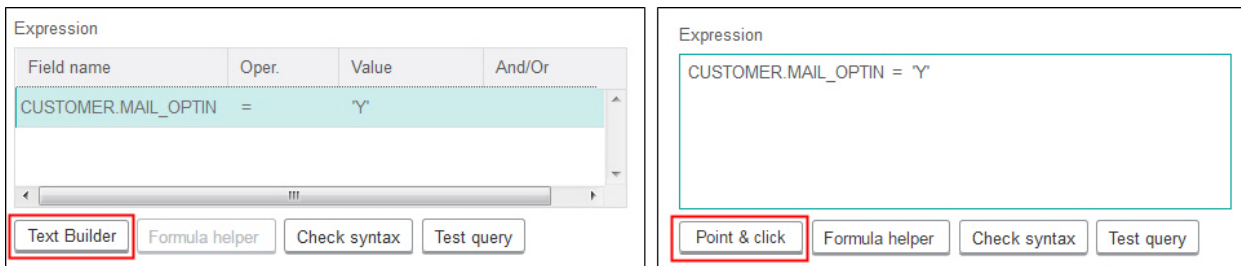 Expression
Field name Oper. Value And/Or
CUSTOMER.MAIL_OPTIN = 'Y'
Text Builder Formula helper Check syntax Test query
Expression
CUSTOMER.MAIL_OPTIN = 'Y'
Point & click Formula helper Check syntax Test query